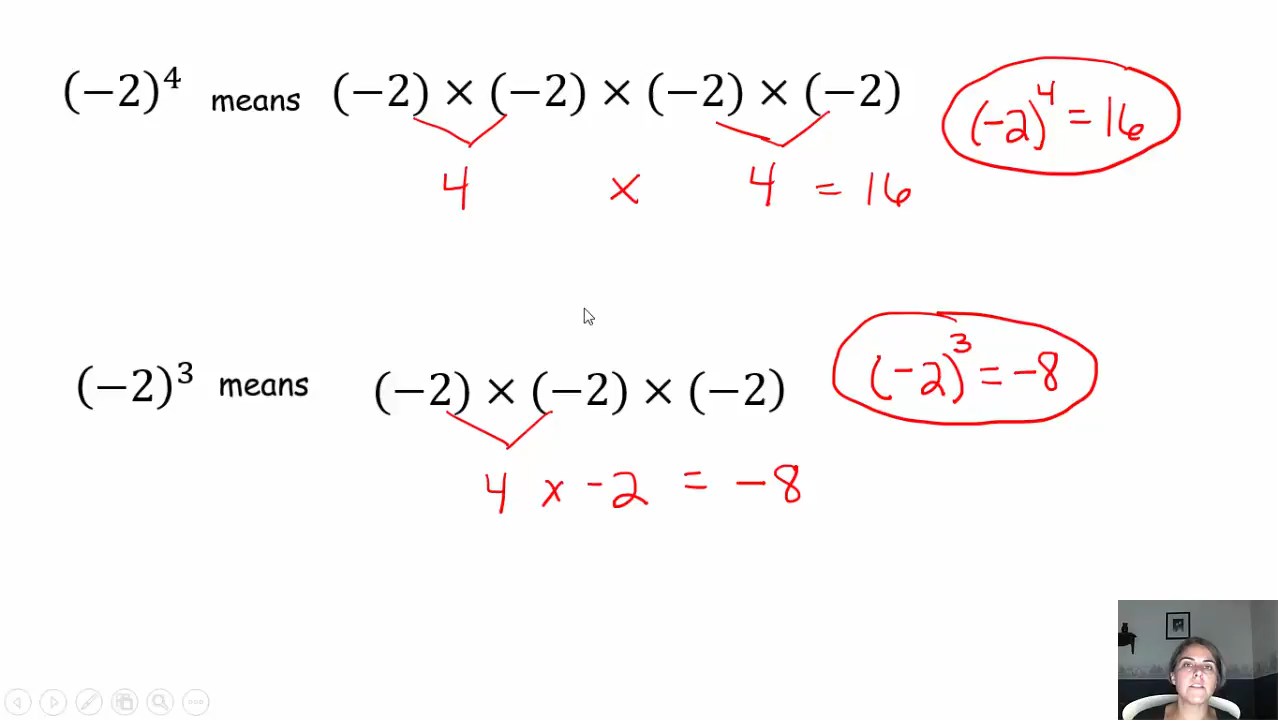 (−2)⁴ means (−2) × (−2) × (−2) × (−2) (-2)⁴ = 16
4 x 4 = 16
(−2)³ means (−2) × (−2) × (−2) (-2)³ = -8
4 x -2 = -8